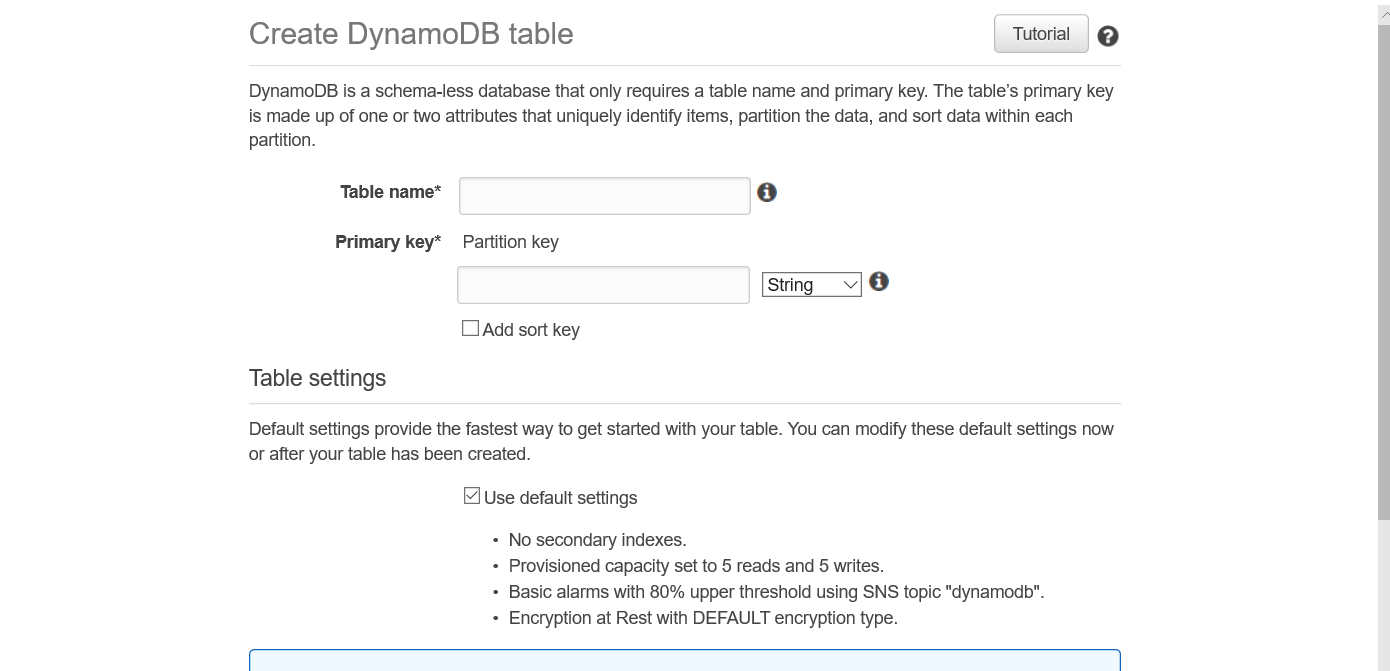 Create DynamoDB table
Tutorial
DynamoDB is a schema-less database that only requires a table name and primary key. The table's primary key
is made up of one or two attributes that uniquely identify items, partition the data, and sort data within each
partition.
Table name*
Primary key* Partition key
String
Add sort key
Table settings
Default settings provide the fastest way to get started with your table. You can modify these default settings now
or after your table has been created.
Use default settings
• No secondary indexes.
• Provisioned capacity set to 5 reads and 5 writes.
• Basic alarms with 80% upper threshold using SNS topic "dynamodb".
• Encryption at Rest with DEFAULT encryption type.